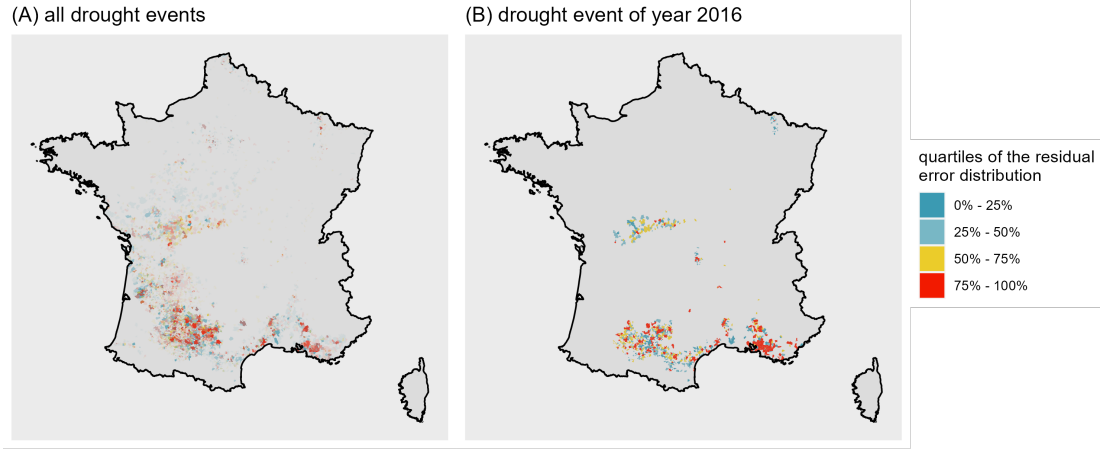 (A) all drought events
(B) drought event of year 2016
quartiles of the residual
error distribution
0% - 25%
25% - 50%
50% - 75%
75% - 100%